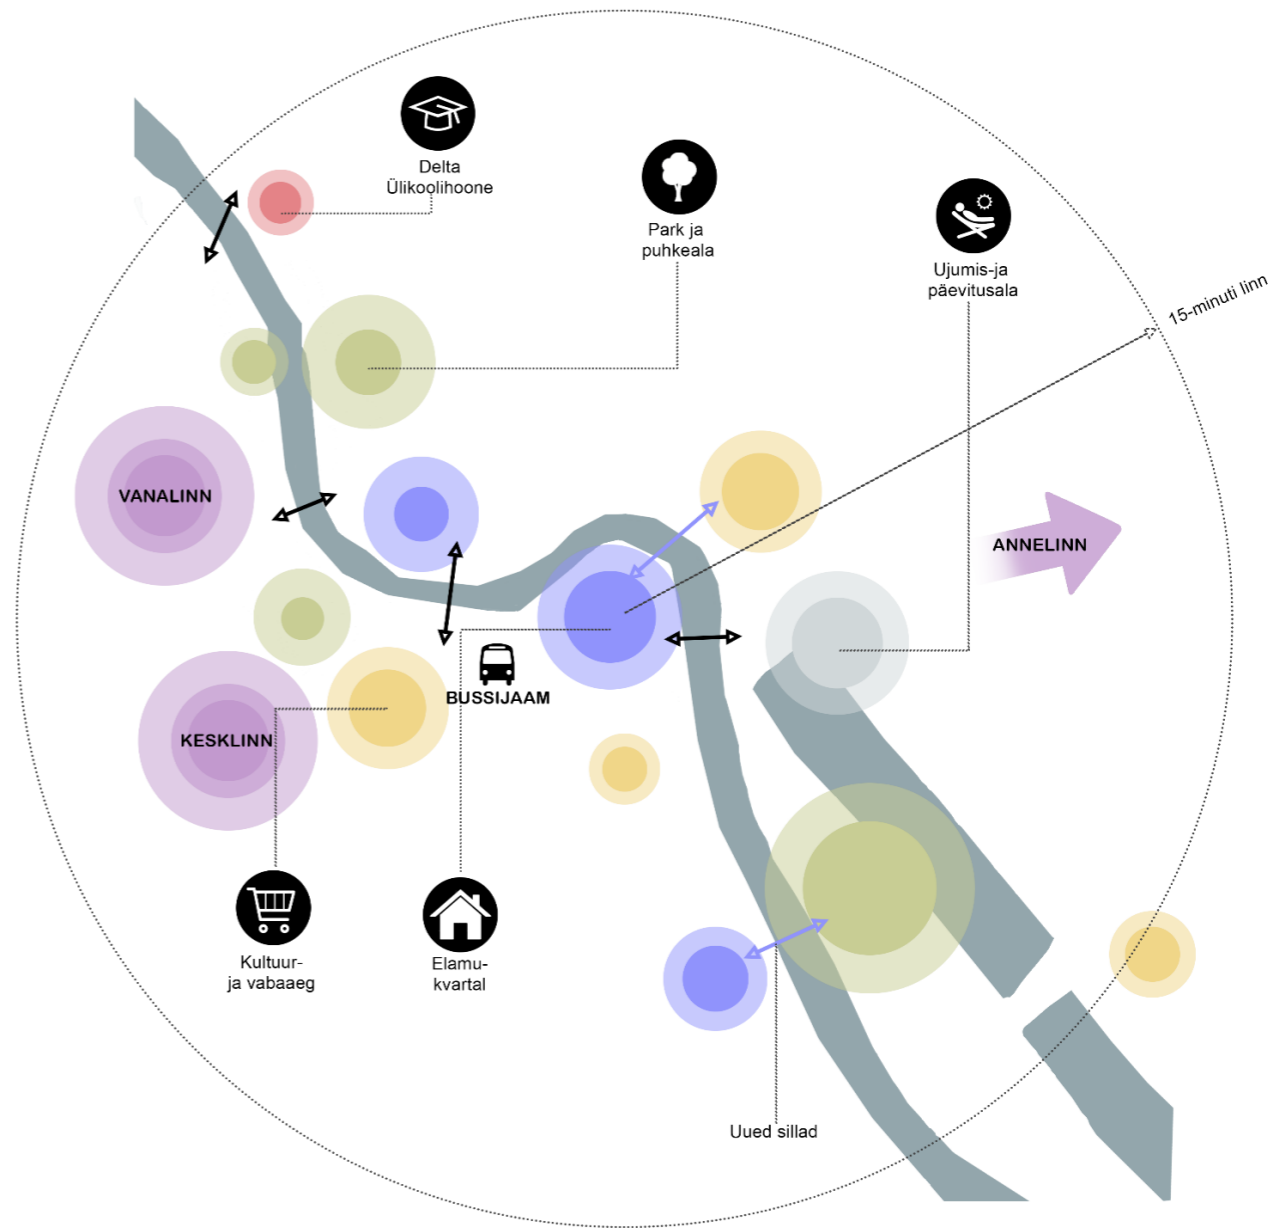 Delta
Ülikoolihoone
Park ja
puhkeala
Ujumis-ja
päevitusala
15-minuti linn
VANALINN
ANNELINN
BUSSIJAAM
KESKLINN
Kultuur-
ja vabaaeg
Elamu-
kvartal
Uued sillad